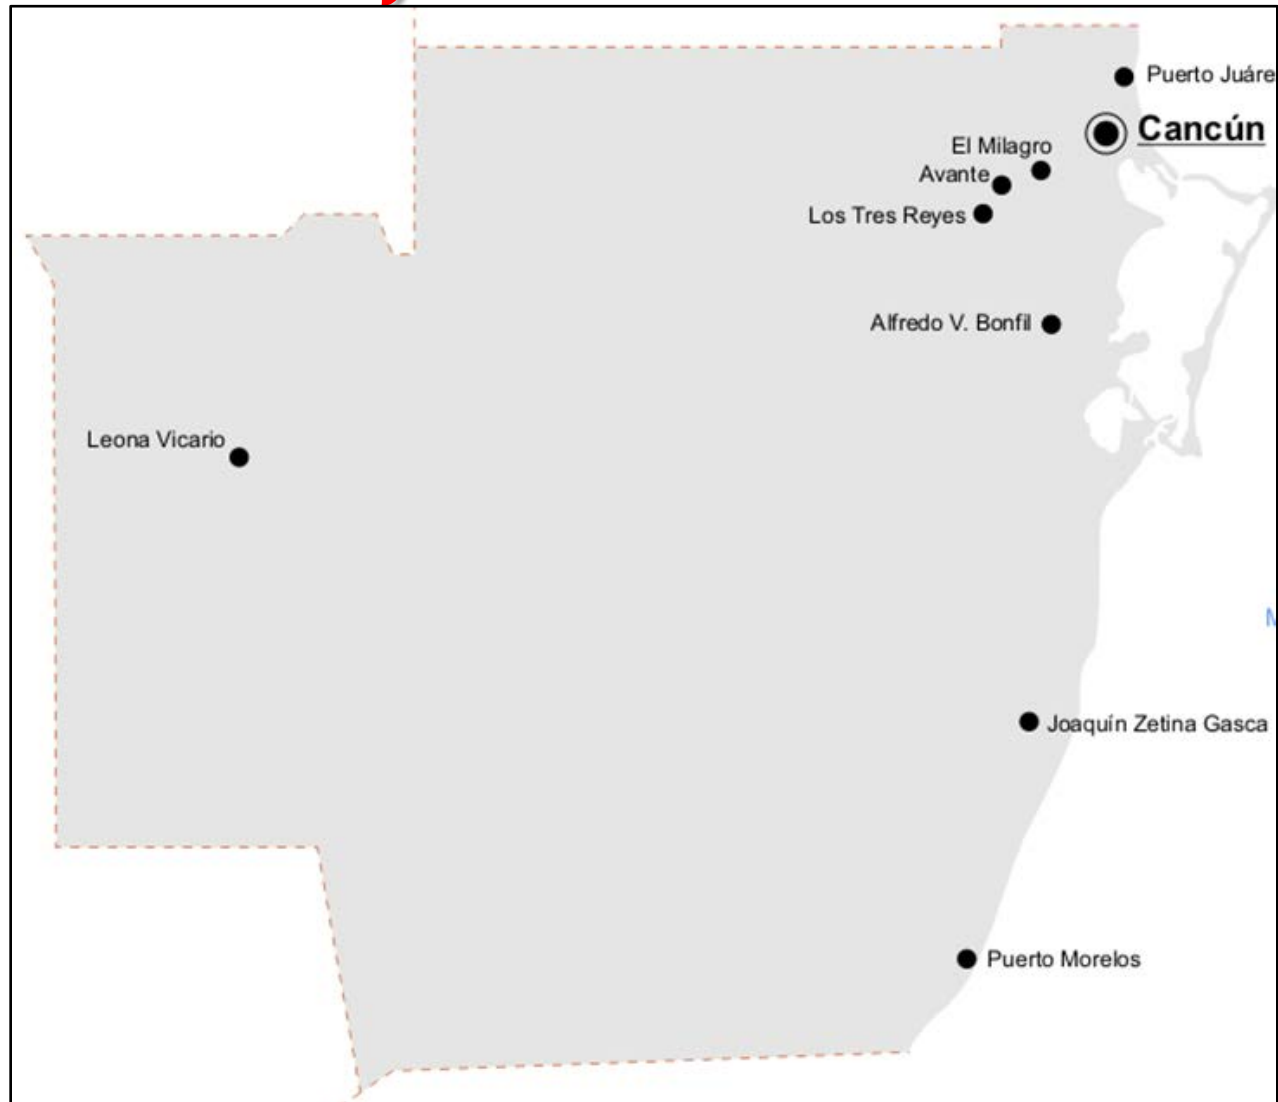 Puerto Juáre
Cancún
El Milagro
Avante
Los Tres Reyes
Alfredo V. Bonfil
Leona Vicario
M
Joaquín Zetina Gasca
Puerto Morelos